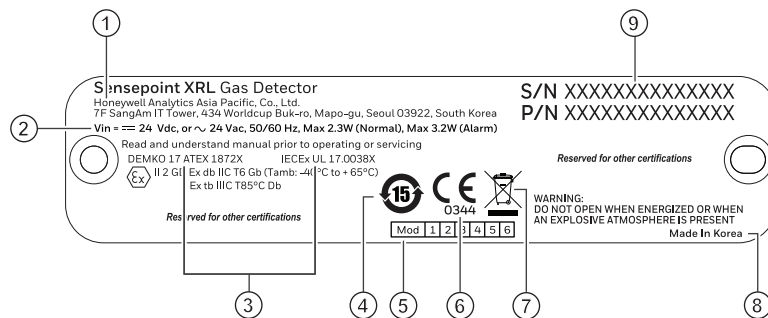 1
9
Sensepoint XRL Gas Detector
Honeywell Analytics Asia Pacific, Co., Ltd.
7F SangAm IT Tower, 434 Worldcup Buk-ro, Mapo-gu, Seoul 03922, South Korea
S/N XXXXXXXXXXXXXX
P/N XXXXXXXXXXXXXX
2
Vin = ⎓ 24 Vdc, or ∿ 24 Vac, 50/60 Hz, Max 2.3W (Normal), Max 3.2W (Alarm)
Read and understand manual prior to operating or servicing
DEMKO 17 ATEX 1872X IECEx UL 17.0038X
Reserved for other certifications
Ex II 2 GD Ex db IIC T6 Gb (Tamb: -40°C to + 65°C)
Ex tb IIIC T85°C Db
Reserved for other certifications
15
CE
0344
WARNING:
DO NOT OPEN WHEN ENERGIZED OR WHEN
AN EXPLOSIVE ATMOSPHERE IS PRESENT
Mod 1 2 3 4 5 6
Made In Korea
3
4
5
6
7
8